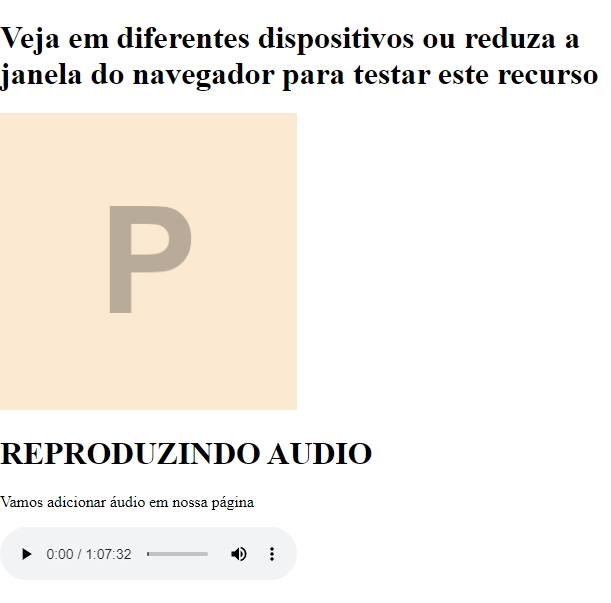 Veja em diferentes dispositivos ou reduza a
janela do navegador para testar este recurso
P
REPRODUZINDO AUDIO
Vamos adicionar áudio em nossa página
0:00 / 1:07:32